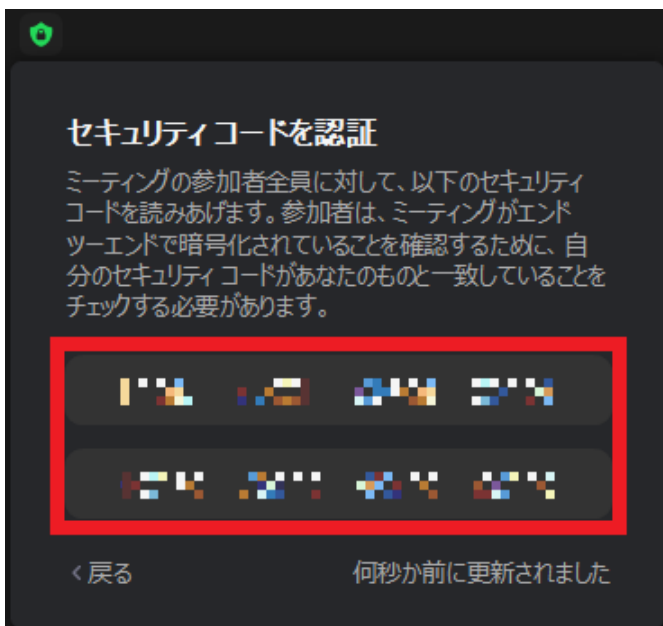 セキュリティ コードを認証
ミーティングの参加者全員に対して、以下のセキュリティ
コードを読みあげます。参加者は、ミーティングがエンド
ツーエンドで暗号化されていることを確認するために、自
分のセキュリティ コードがあなたのものと一致していることを
チェックする必要があります。
<戻る
何秒か前に更新されました